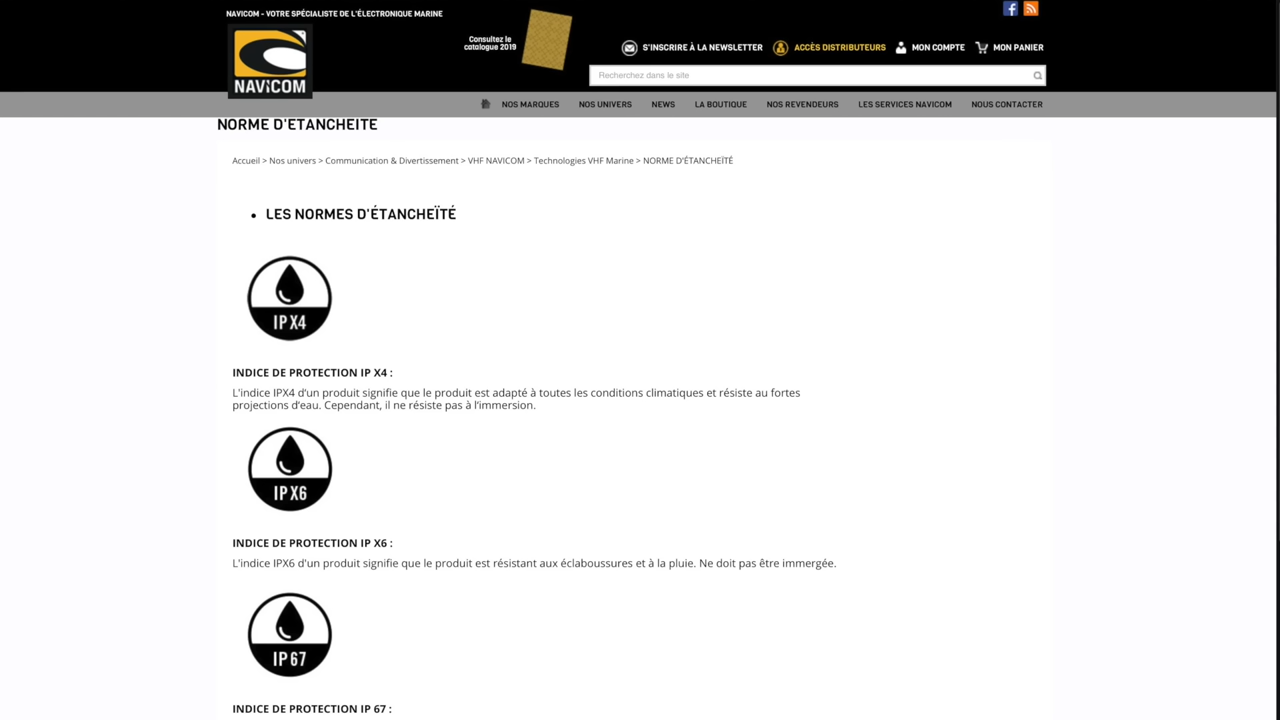 NAVICOM - VOTRE SPÉCIALISTE DE L'ÉLECTRONIQUE MARINE
Consultez le
catalogue 2019
S'INSCRIRE À LA NEWSLETTER
ACCÈS DISTRIBUTEURS
MON COMPTE
MON PANIER
NAVICOM
Recherchez dans le site
NOS MARQUES
NOS UNIVERS
NEWS
LA BOUTIQUE
NOS REVENDEURS
LES SERVICES NAVICOM
NOUS CONTACTER
NORME D'ETANCHEITE
Accueil > Nos univers > Communication & Divertissement > VHF NAVICOM > Technologies VHF Marine > NORME D'ÉTANCHEÏTÉ
• LES NORMES D'ÉTANCHEÏTÉ
IP X4
INDICE DE PROTECTION IP X4 :
L'indice IPX4 d'un produit signifie que le produit est adapté à toutes les conditions climatiques et résiste au fortes
projections d'eau. Cependant, il ne résiste pas à l'immersion.
IP X6
INDICE DE PROTECTION IP X6 :
L'indice IPX6 d'un produit signifie que le produit est résistant aux éclaboussures et à la pluie. Ne doit pas être immergée.
IP 67
INDICE DE PROTECTION IP 67 :